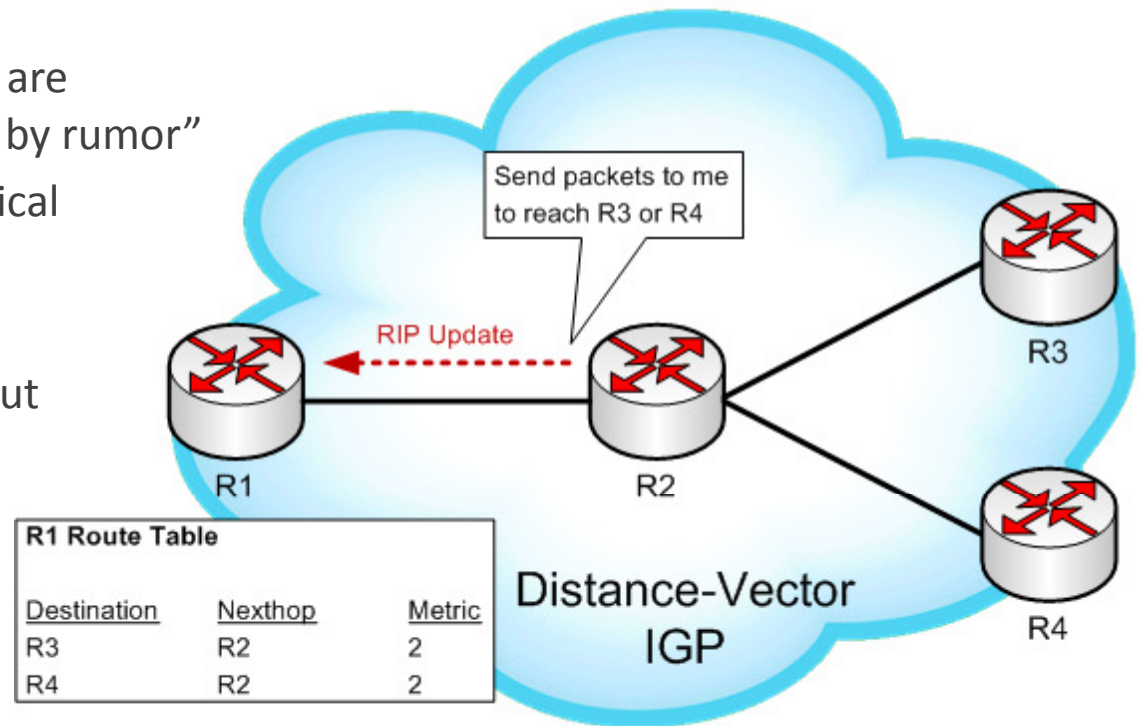 are
by rumor”
ical
ut
Send packets to me
to reach R3 or R4
RIP Update
R1
R2
R3
R4
Distance-Vector
IGP
R1 Route Table
Destination Nexthop Metric
R3 R2 2
R4 R2 2